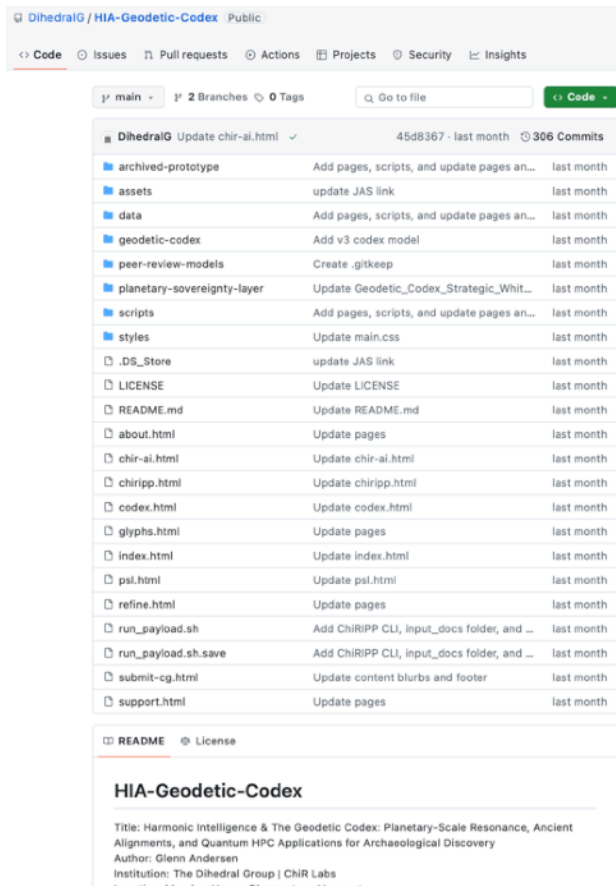 DihedralG / HIA-Geodetic-Codex Public
Code Issues Pull requests Actions Projects Security Insights
main 2 Branches 0 Tags Go to file Code
DihedralG Update chir-ai.html 45d8367 · last month 306 Commits
archived-prototype Add pages, scripts, and update pages an... last month
assets update JAS link last month
data Add pages, scripts, and update pages an... last month
geodetic-codex Add v3 codex model last month
peer-review-models Create .gitkeep last month
planetary-sovereignty-layer Update Geodetic_Codex_Strategic_Whit... last month
scripts Add pages, scripts, and update pages an... last month
styles Update main.css last month
.DS_Store update JAS link last month
LICENSE Update LICENSE last month
README.md Update README.md last month
about.html Update pages last month
chir-ai.html Update chir-ai.html last month
chiripp.html Update chiripp.html last month
codex.html Update codex.html last month
glyphs.html Update pages last month
index.html Update index.html last month
psl.html Update psl.html last month
refine.html Update pages last month
run_payload.sh Add ChiRIPP CLI, input_docs folder, and ... last month
run_payload.sh.save Add ChiRIPP CLI, input_docs folder, and ... last month
submit-cg.html Update content blurbs and footer last month
support.html Update pages last month
README License
HIA-Geodetic-Codex
Title: Harmonic Intelligence & The Geodetic Codex: Planetary-Scale Resonance, Ancient
Alignments, and Quantum HPC Applications for Archaeological Discovery
Author: Glenn Andersen
Institution: The Dihedral Group | ChiR Labs